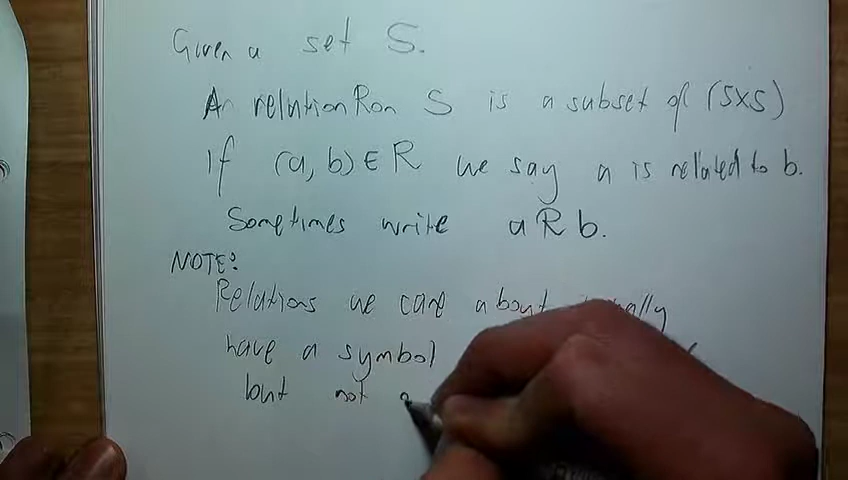 Given a set S.
An relation R on S is a subset of (S×S)
If (a, b) ∈ R we say a is related to b.
Sometimes write a R b.
NOTE:
Relations we care about
have a symbol
but not